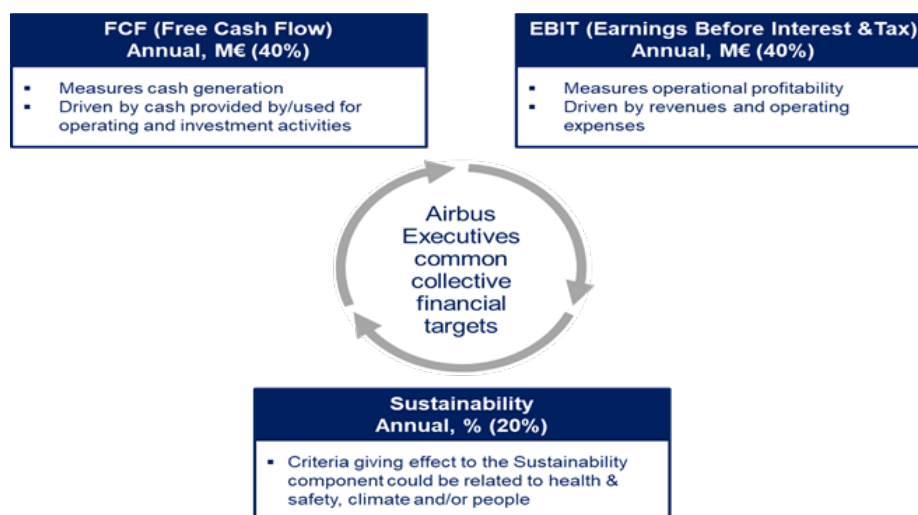 FCF (Free Cash Flow)
Annual, M€ (40%)
▪ Measures cash generation
▪ Driven by cash provided by/used for
operating and investment activities
EBIT (Earnings Before Interest &Tax)
Annual, M€ (40%)
▪ Measures operational profitability
▪ Driven by revenues and operating
expenses
Airbus
Executives
common
collective
financial
targets
Sustainability
Annual, % (20%)
▪ Criteria giving effect to the Sustainability
component could be related to health &
safety, climate and/or people